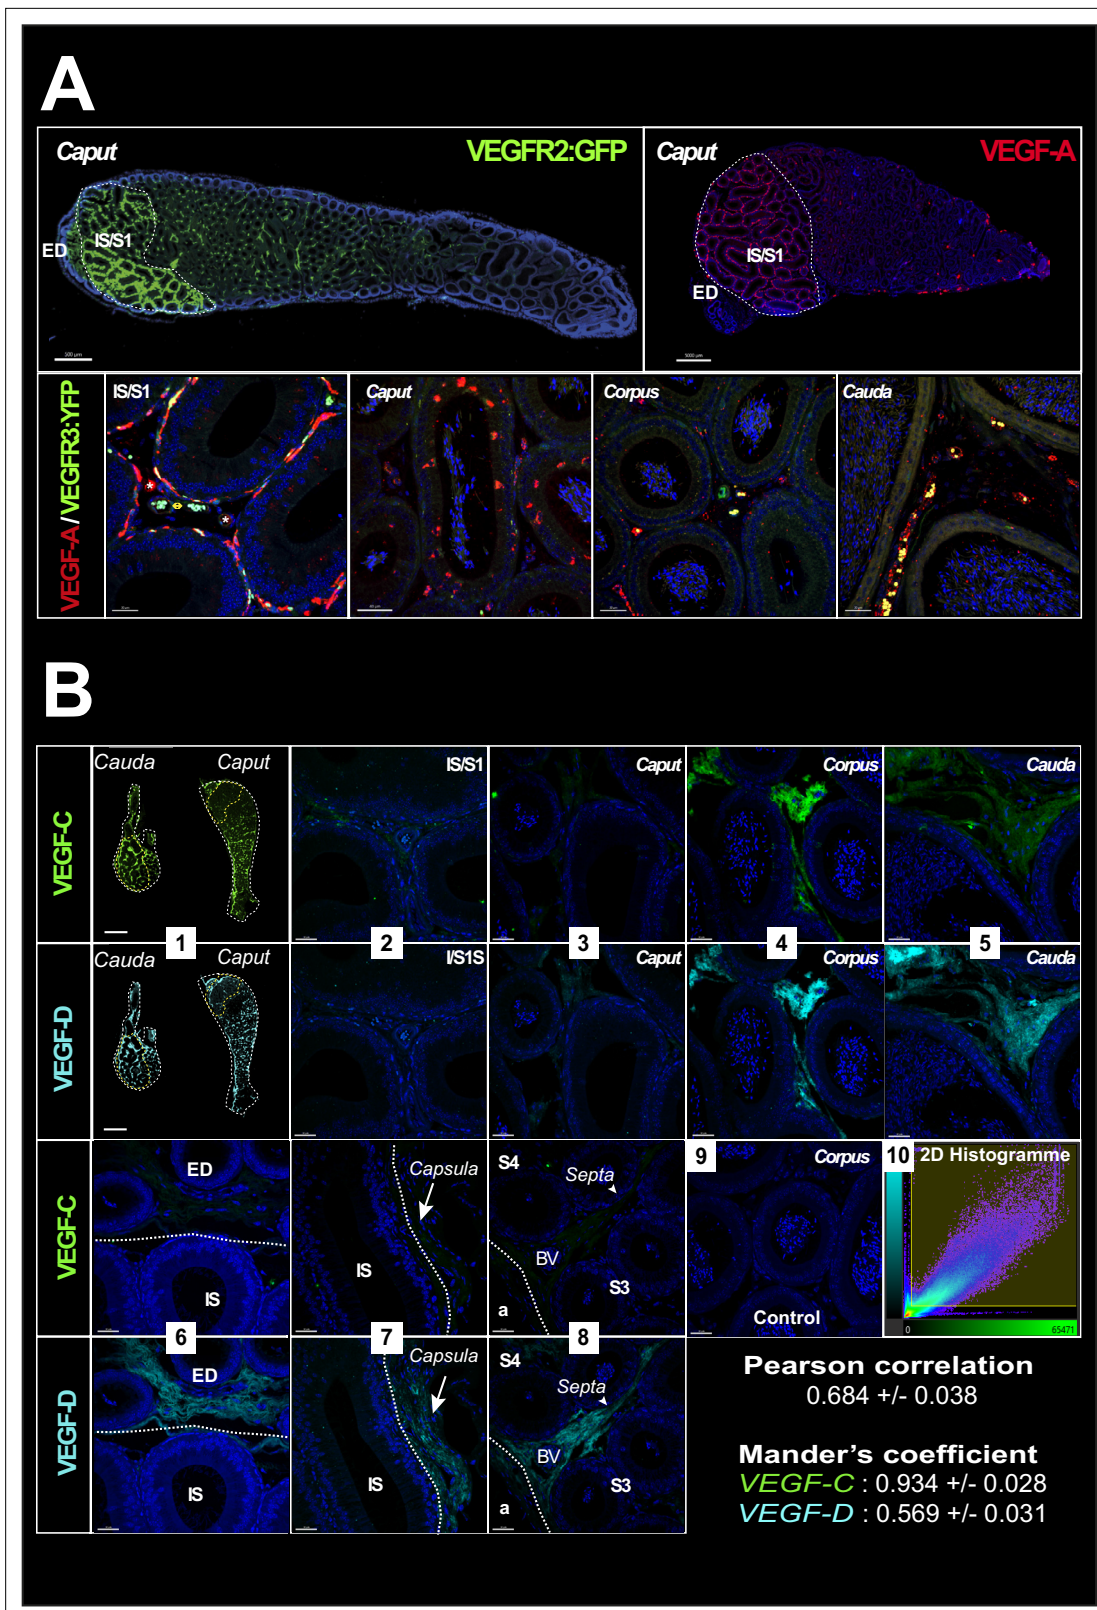 A
Caput
VEGFR2:GFP
IS/S1
ED
500 µm
Caput
VEGF-A
IS/S1
ED
VEGF-A/VEGFR3:YFP
IS/S1
*
*
Caput
Corpus
Cauda
B
VEGF-C
Cauda
Caput
IS/S1
Caput
Corpus
Cauda
1
2
3
4
5
VEGF-D
Cauda
Caput
I/S1S
Caput
Corpus
Cauda
VEGF-C
ED
IS
Capsula
IS
S4
Septa
BV
S3
a
9
Corpus
Control
10
2D Histogramme
0
65471
6
7
8
VEGF-D
ED
IS
Capsula
IS
S4
Septa
BV
S3
a
Pearson correlation
0.684 +/- 0.038
Mander's coefficient
VEGF-C : 0.934 +/- 0.028
VEGF-D : 0.569 +/- 0.031